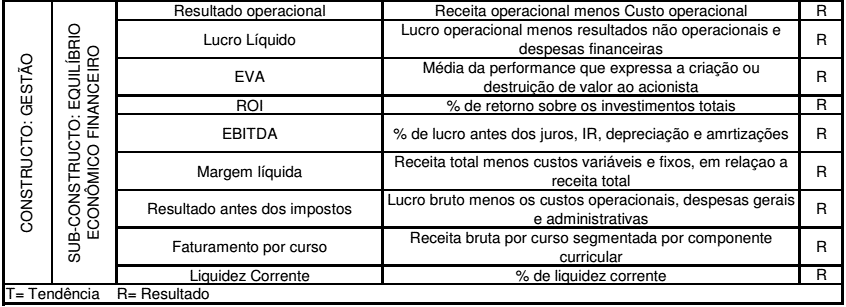 CONSTRUCTO: GESTÃO
SUB-CONSTRUCTO: EQUILÍBRIO
ECONÔMICO FINANCEIRO
Resultado operacional Receita operacional menos Custo operacional R
Lucro Líquido Lucro operacional menos resultados não operacionais e
despesas financeiras R
EVA Média da performance que expressa a criação ou
destruição de valor ao acionista R
ROI % de retorno sobre os investimentos totais R
EBITDA % de lucro antes dos juros, IR, depreciação e amrtizações R
Margem líquida Receita total menos custos variáveis e fixos, em relaçao a
receita total R
Resultado antes dos impostos Lucro bruto menos os custos operacionais, despesas gerais
e administrativas R
Faturamento por curso Receita bruta por curso segmentada por componente
curricular R
Liquidez Corrente % de liquidez corrente R
T= Tendência R= Resultado